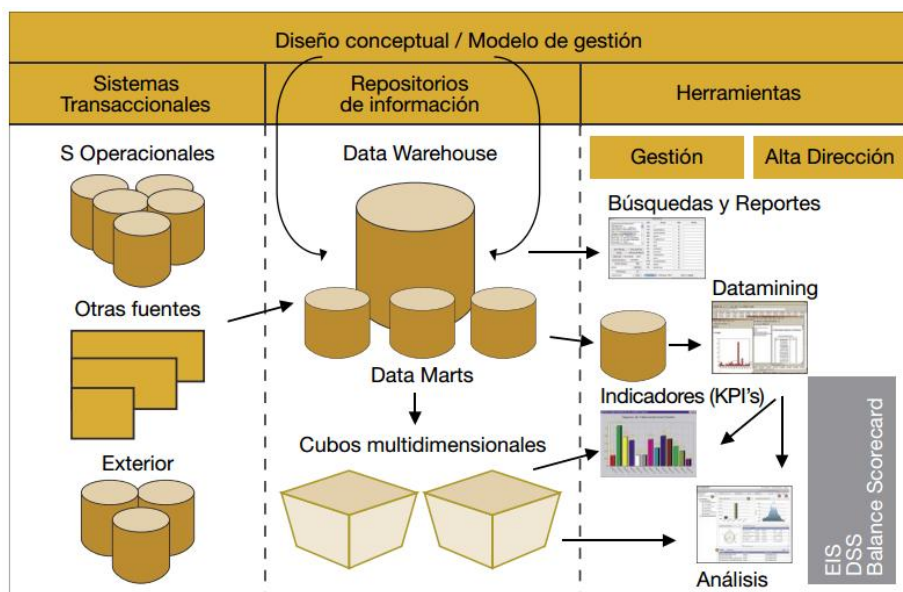 Diseño conceptual / Modelo de gestión
Sistemas
Transaccionales
Repositorios
de información
Herramientas
S Operacionales
Otras fuentes
Exterior
Data Warehouse
Data Marts
Cubos multidimensionales
Gestión
Alta Dirección
Búsquedas y Reportes
Datamining
Indicadores (KPI's)
Análisis
EIS
DSS
Balance Scorecard